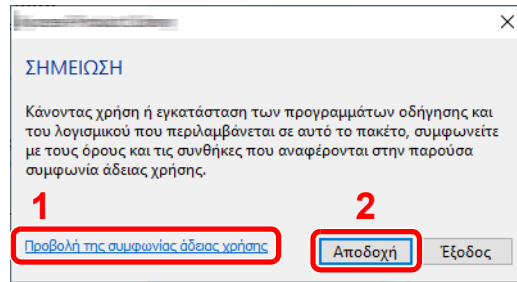 ΣΗΜΕΙΩΣΗ
Κάνοντας χρήση ή εγκατάσταση των προγραμμάτων οδήγησης και
του λογισμικού που περιλαμβάνεται σε αυτό το πακέτο, συμφωνείτε
με τους όρους και τις συνθήκες που αναφέρονται στην παρούσα
συμφωνία άδειας χρήσης.
1 2
Προβολή της συμφωνίας άδειας χρήσης Αποδοχή Έξοδος